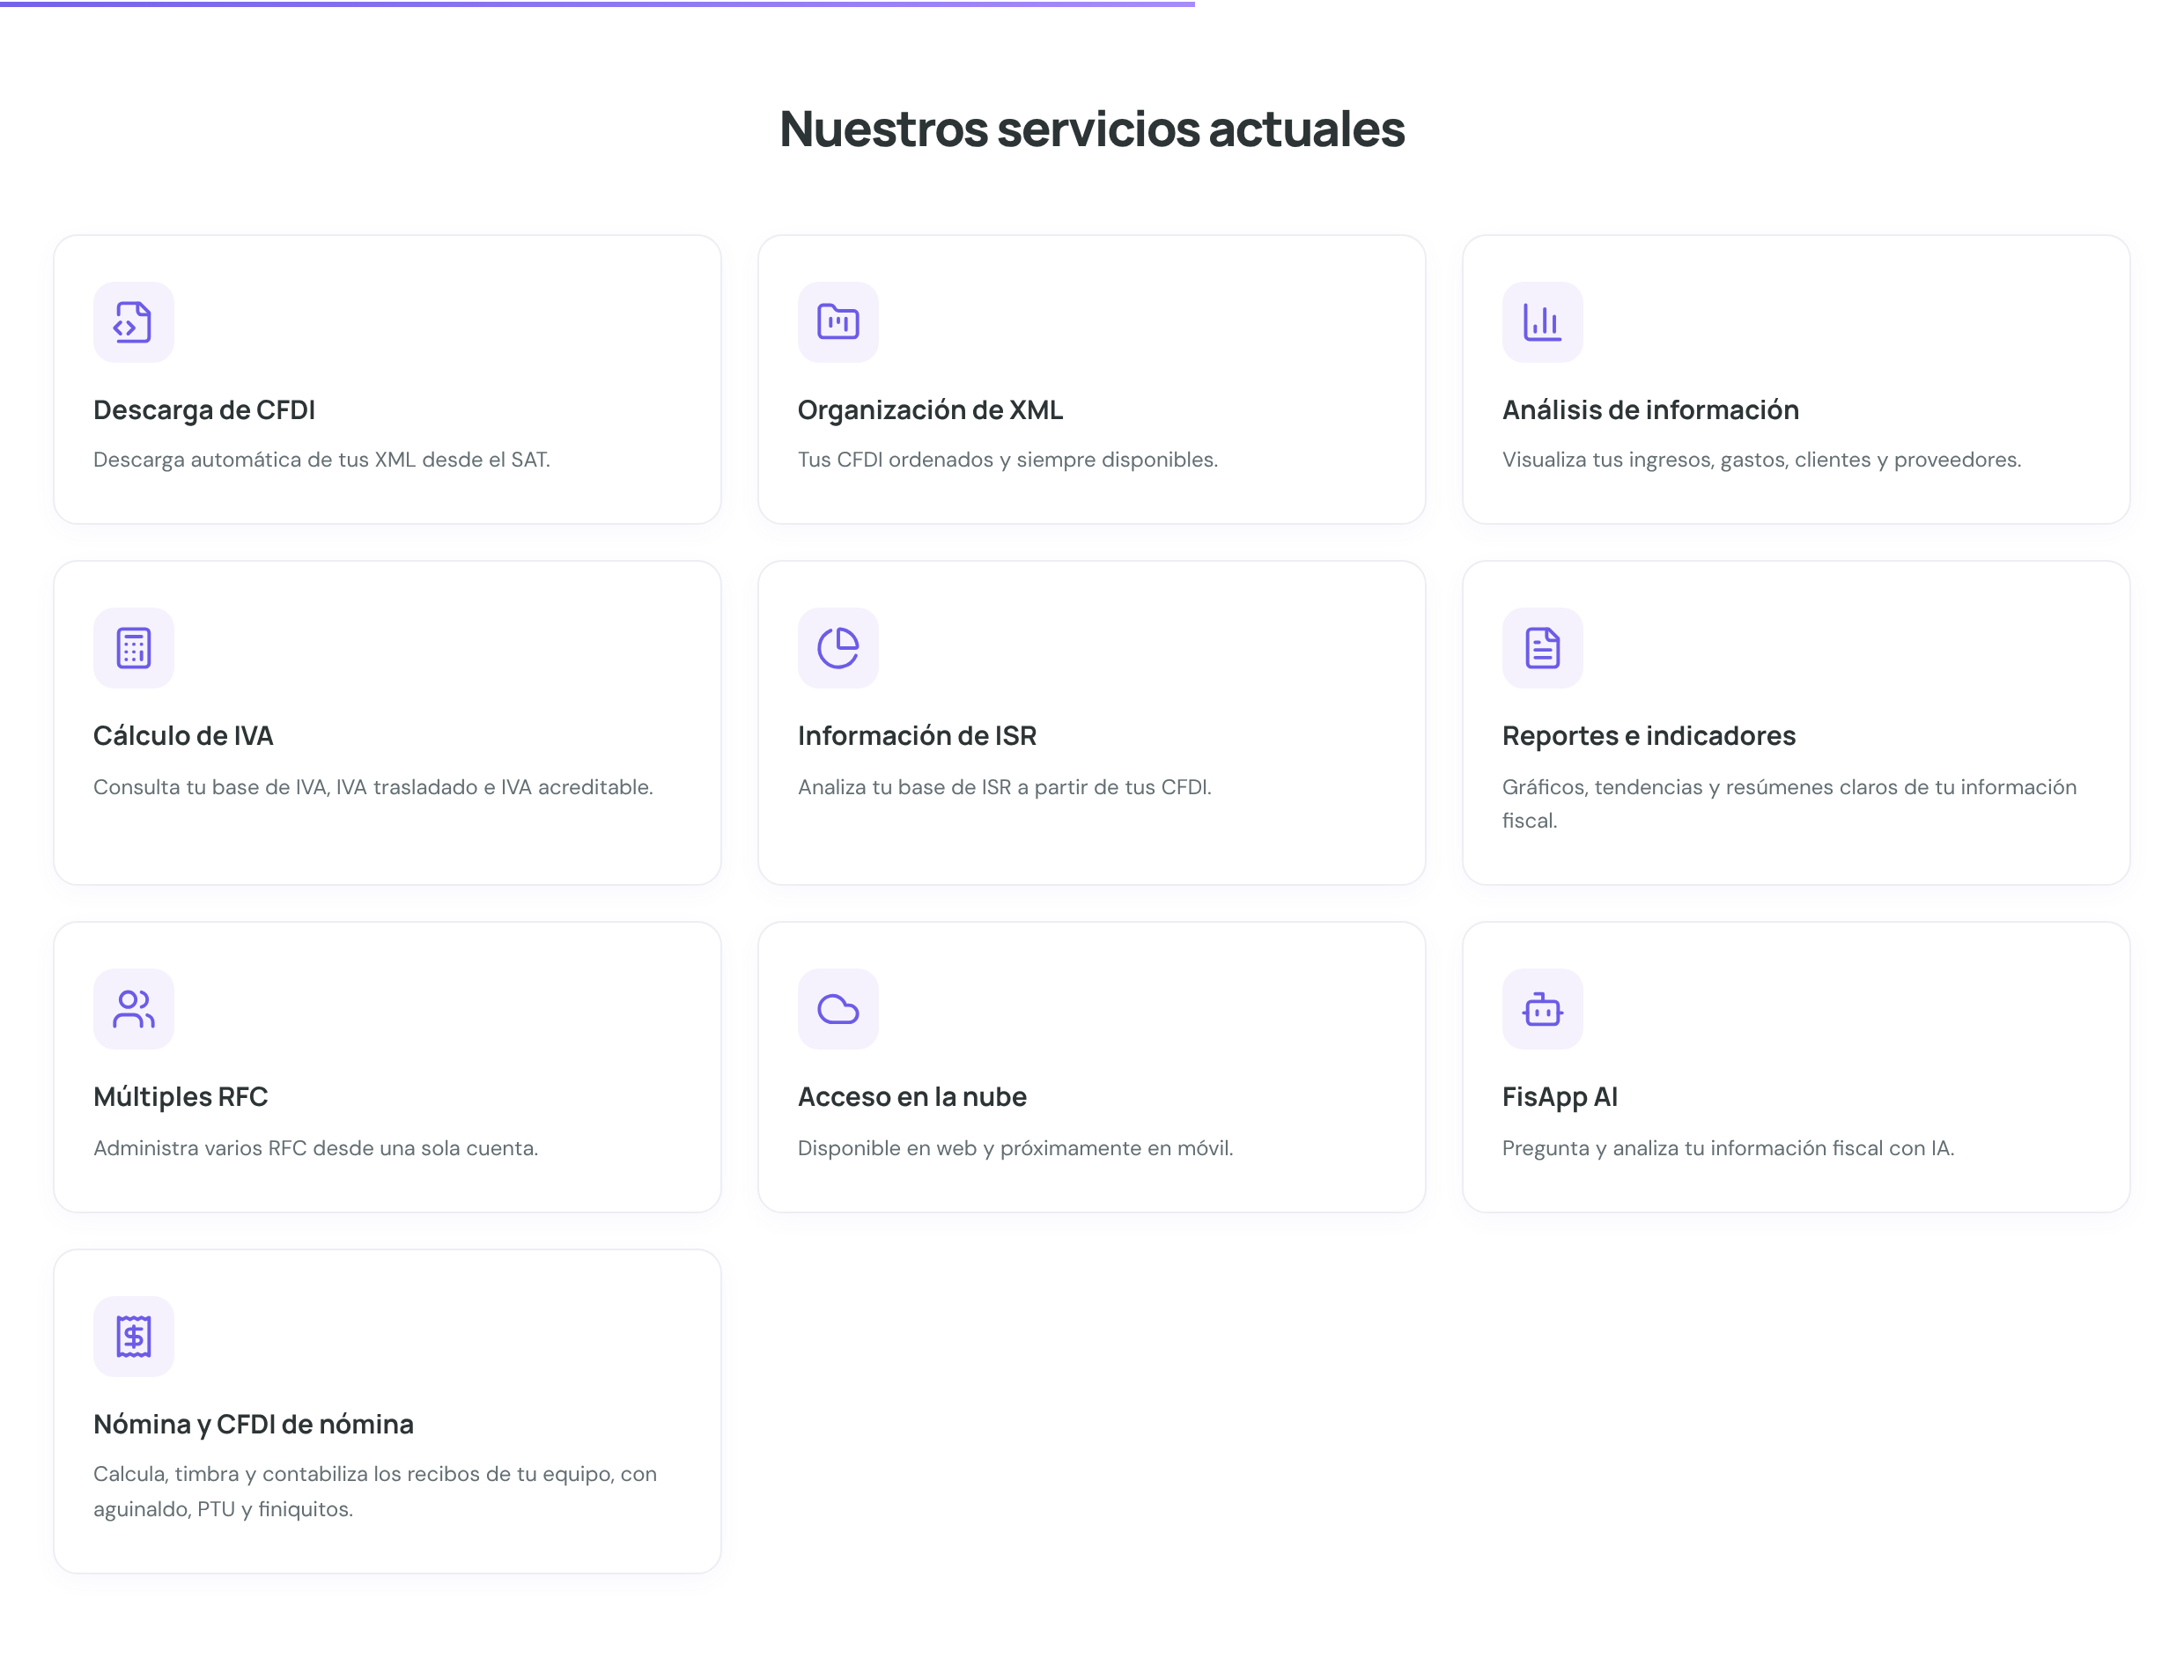 Nuestros servicios actuales
Descarga de CFDI
Descarga automática de tus XML desde el SAT.
Organización de XML
Tus CFDI ordenados y siempre disponibles.
Análisis de información
Visualiza tus ingresos, gastos, clientes y proveedores.
Cálculo de IVA
Consulta tu base de IVA, IVA trasladado e IVA acreditable.
Información de ISR
Analiza tu base de ISR a partir de tus CFDI.
Reportes e indicadores
Gráficos, tendencias y resúmenes claros de tu información
fiscal.
Múltiples RFC
Administra varios RFC desde una sola cuenta.
Acceso en la nube
Disponible en web y próximamente en móvil.
FisApp AI
Pregunta y analiza tu información fiscal con IA.
Nómina y CFDI de nómina
Calcula, timbra y contabiliza los recibos de tu equipo, con
aguinaldo, PTU y finiquitos.